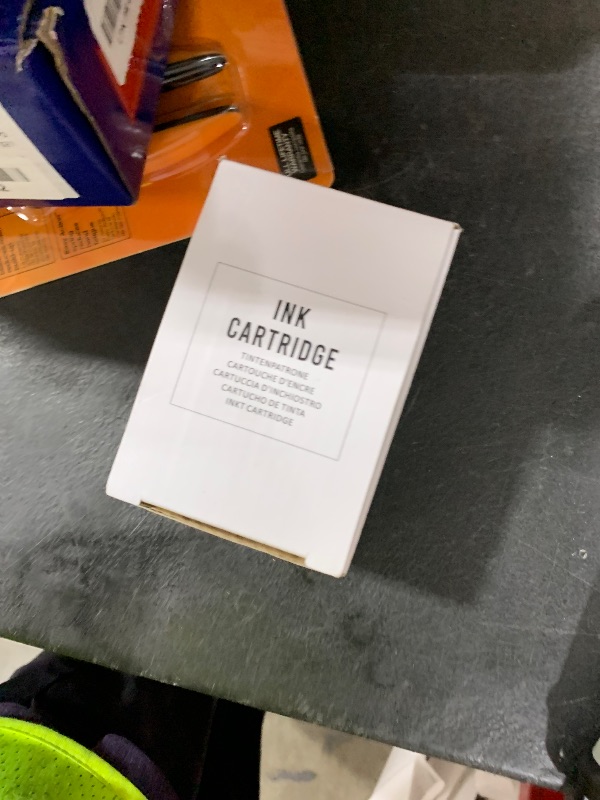 INK
CARTRIDGE
TINTENPATRONE
CARTOUCHE D'ENCRE
CARTUCCIA D'INCHIOSTRO
CARTUCHO DE TINTA
INKT CARTRIDGE